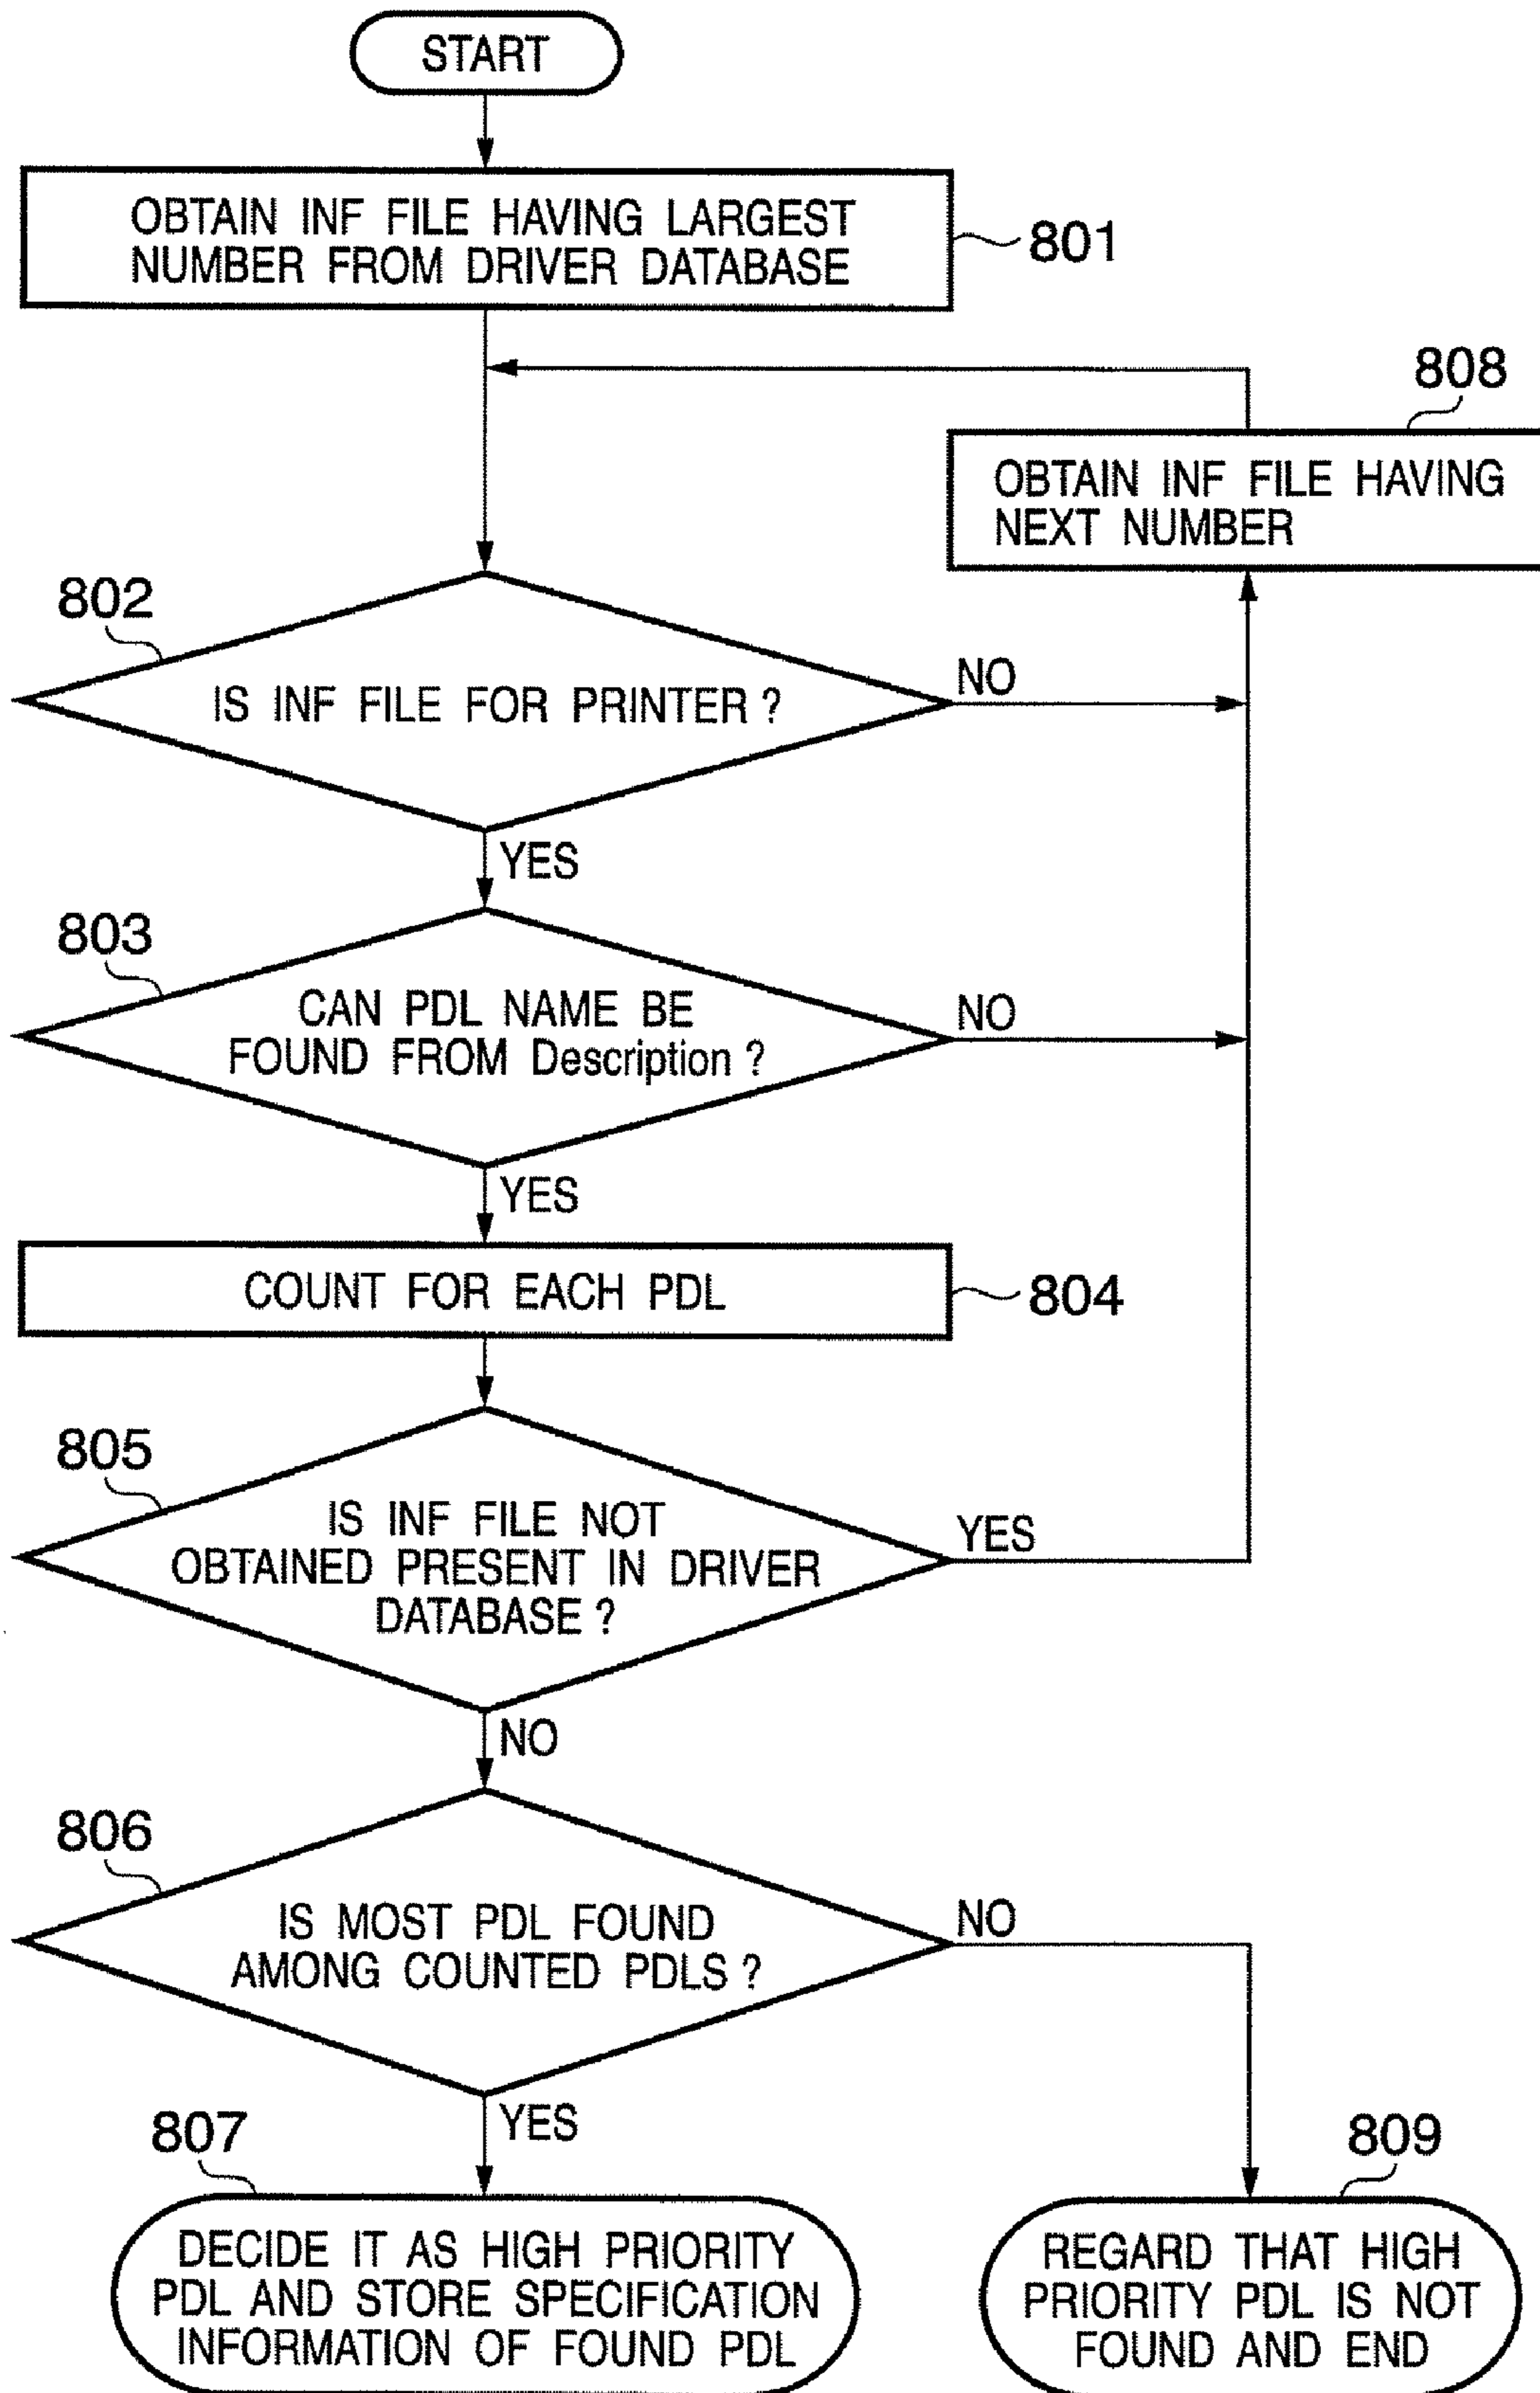 START
OBTAIN INF FILE HAVING LARGEST
NUMBER FROM DRIVER DATABASE
801
808
OBTAIN INF FILE HAVING
NEXT NUMBER
802
IS INF FILE FOR PRINTER ?
NO
YES
803
CAN PDL NAME BE
FOUND FROM Description ?
NO
YES
COUNT FOR EACH PDL
804
805
IS INF FILE NOT
OBTAINED PRESENT IN DRIVER
DATABASE ?
YES
NO
806
IS MOST PDL FOUND
AMONG COUNTED PDLS ?
NO
YES
807
DECIDE IT AS HIGH PRIORITY
PDL AND STORE SPECIFICATION
INFORMATION OF FOUND PDL
809
REGARD THAT HIGH
PRIORITY PDL IS NOT
FOUND AND END